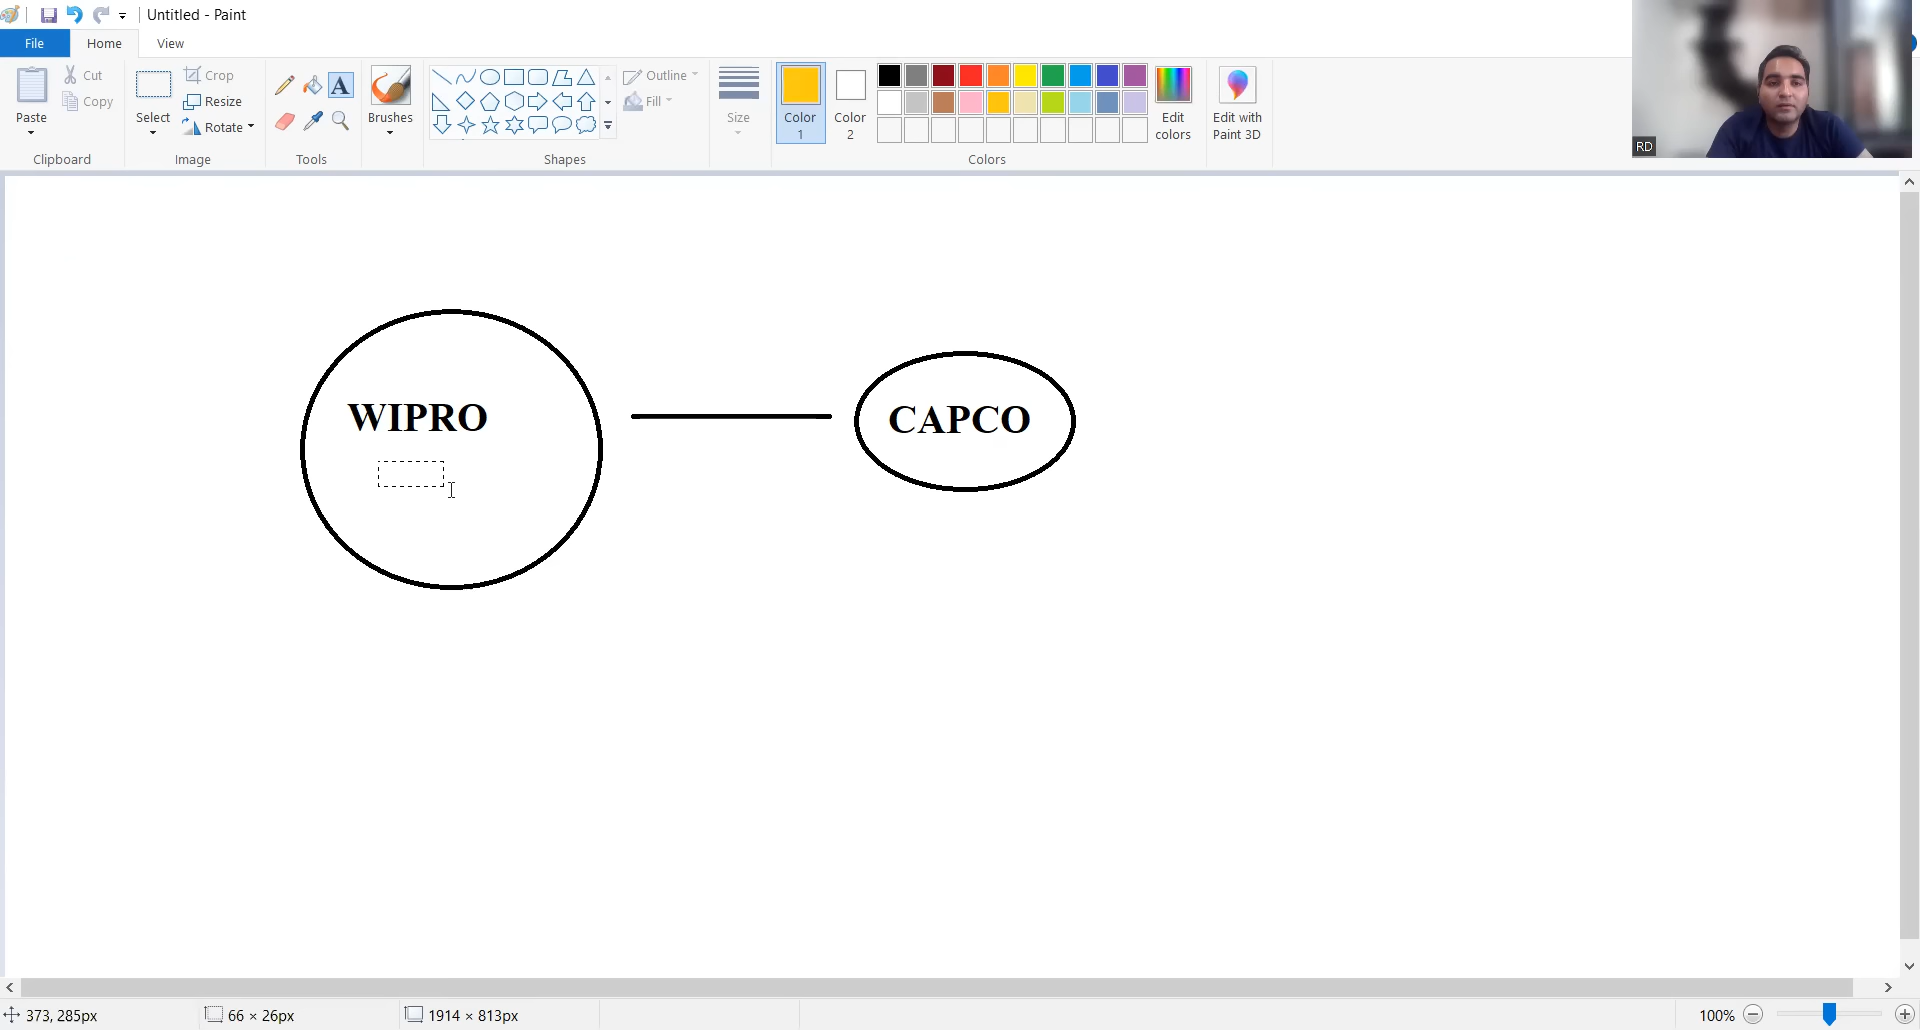 Untitled - Paint
File Home View
Paste
Cut
Copy
Clipboard
Select
Crop
Resize
Rotate
Image
A
Tools
Brushes
Outline
Fill
Shapes
Size
Color 1
Color 2
Edit colors
Colors
Edit with Paint 3D
RD
WIPRO
CAPCO
373, 285px 66 × 26px 1914 × 813px 100%